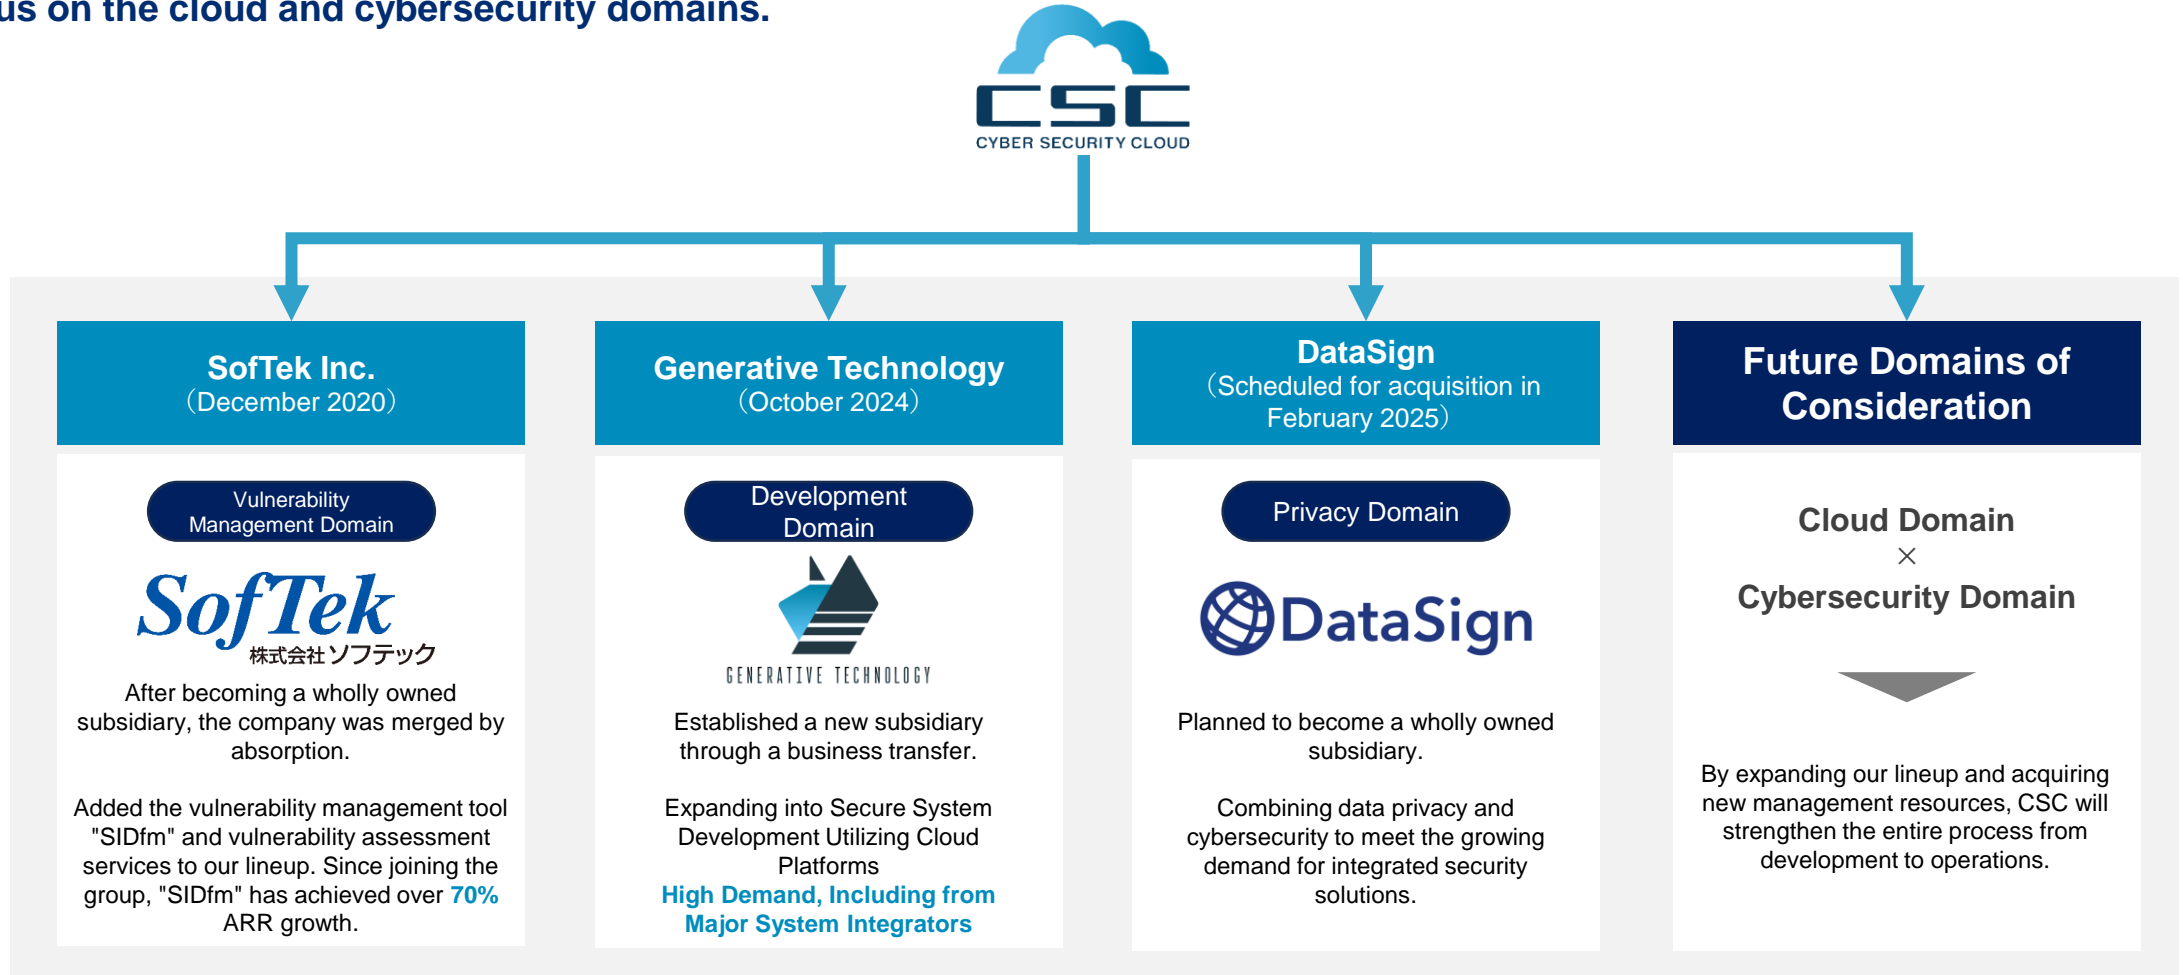 us on the cloud and cybersecurity domains.
CSC
CYBER SECURITY CLOUD
SofTek Inc.
（December 2020）
Vulnerability
Management Domain
SofTek
株式会社ソフテック
After becoming a wholly owned
subsidiary, the company was merged by
absorption.
Added the vulnerability management tool
"SIDfm" and vulnerability assessment
services to our lineup. Since joining the
group, "SIDfm" has achieved over 70%
ARR growth.
Generative Technology
（October 2024）
Development
Domain
GENERATIVE TECHNOLOGY
Established a new subsidiary
through a business transfer.
Expanding into Secure System
Development Utilizing Cloud
Platforms
High Demand, Including from
Major System Integrators
DataSign
（Scheduled for acquisition in
February 2025）
Privacy Domain
DataSign
Planned to become a wholly owned
subsidiary.
Combining data privacy and
cybersecurity to meet the growing
demand for integrated security
solutions.
Future Domains of
Consideration
Cloud Domain
×
Cybersecurity Domain
By expanding our lineup and acquiring
new management resources, CSC will
strengthen the entire process from
development to operations.